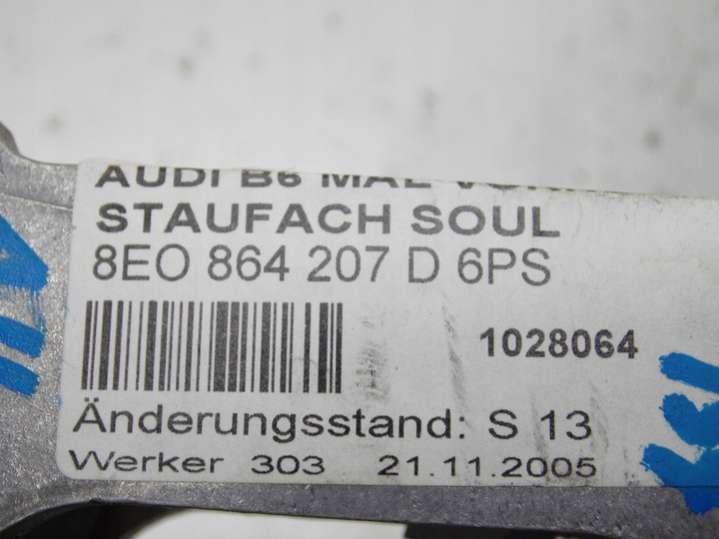 AUDI B6 MAL
STAUFACH SOUL
8EO 864 207 D 6PS
1028064
Änderungsstand: S 13
Werker 303 21.11.2005